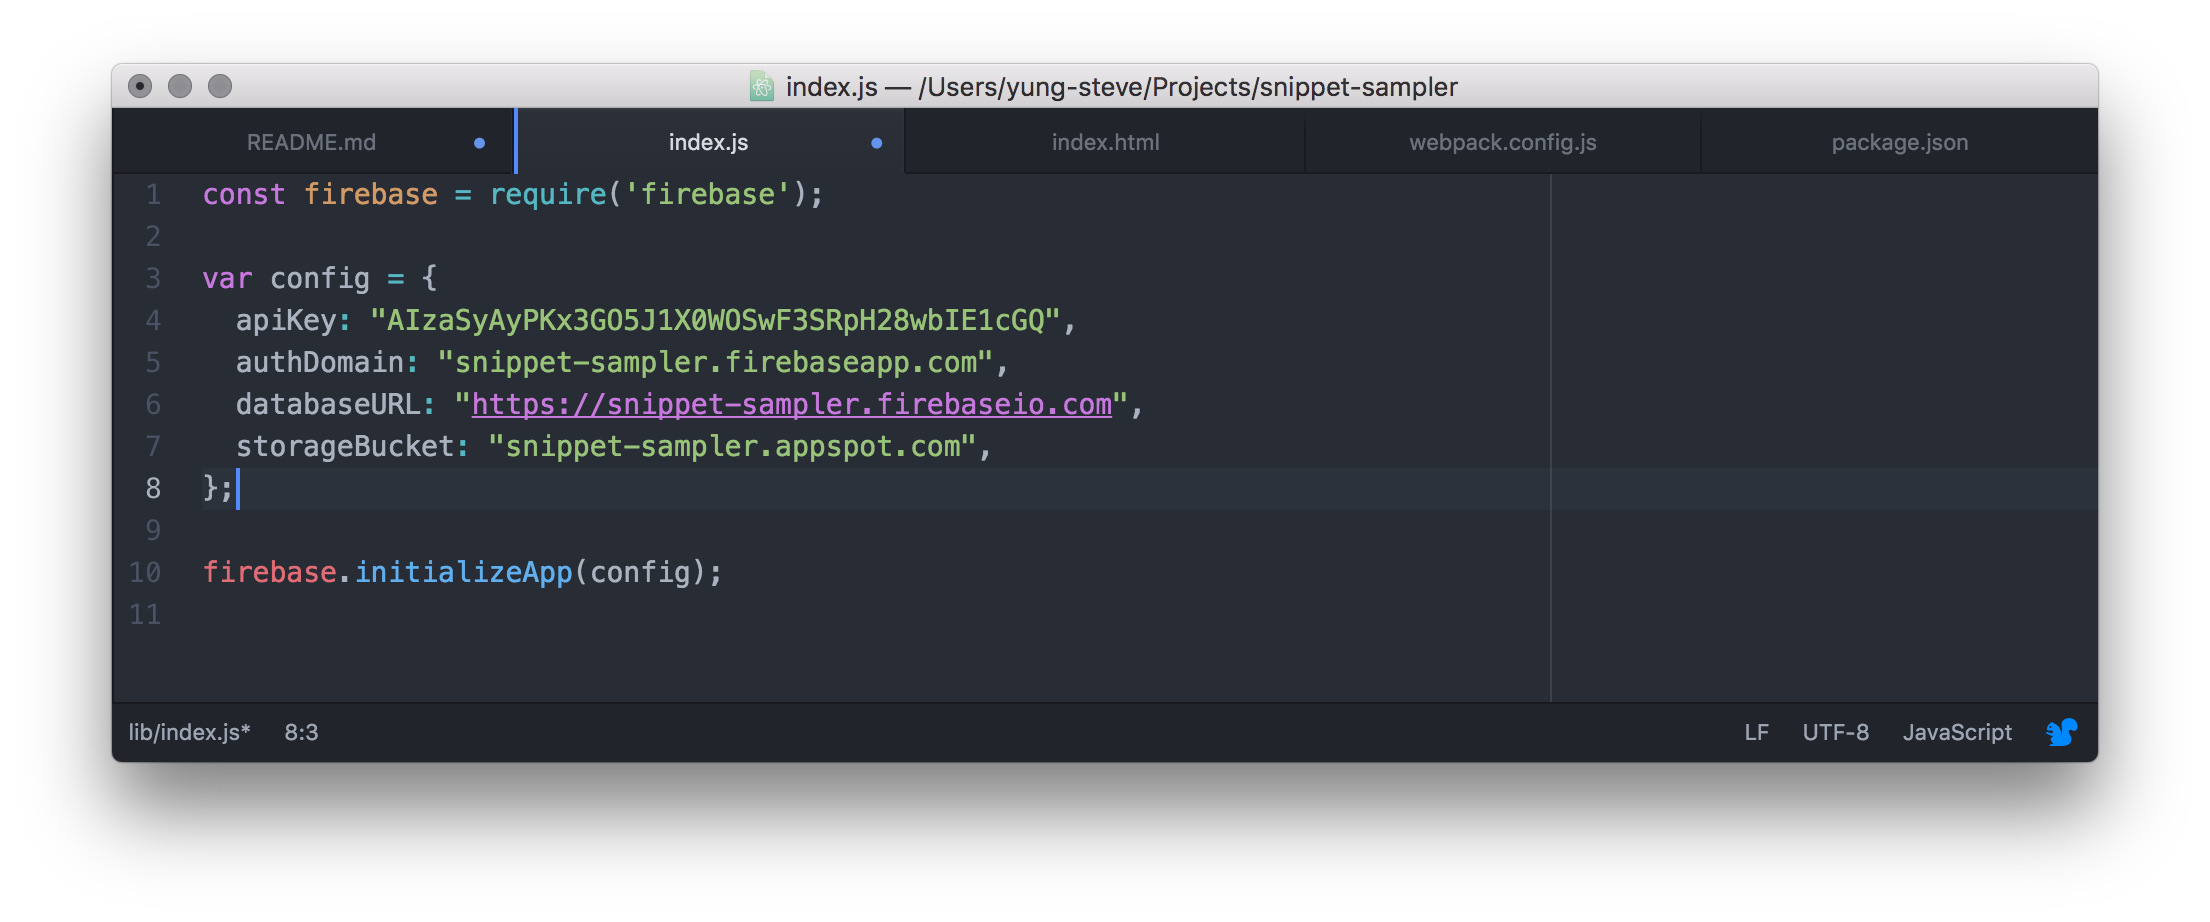 index.js — /Users/yung-steve/Projects/snippet-sampler
README.md index.js index.html webpack.config.js package.json
1 const firebase = require('firebase');
2
3 var config = {
4   apiKey: "AIzaSyAyPKx3GO5J1X0WOSwF3SRpH28wbIE1cGQ",
5   authDomain: "snippet-sampler.firebaseapp.com",
6   databaseURL: "https://snippet-sampler.firebaseio.com",
7   storageBucket: "snippet-sampler.appspot.com",
8 };
9
10 firebase.initializeApp(config);
11
lib/index.js* 8:3 LF UTF-8 JavaScript